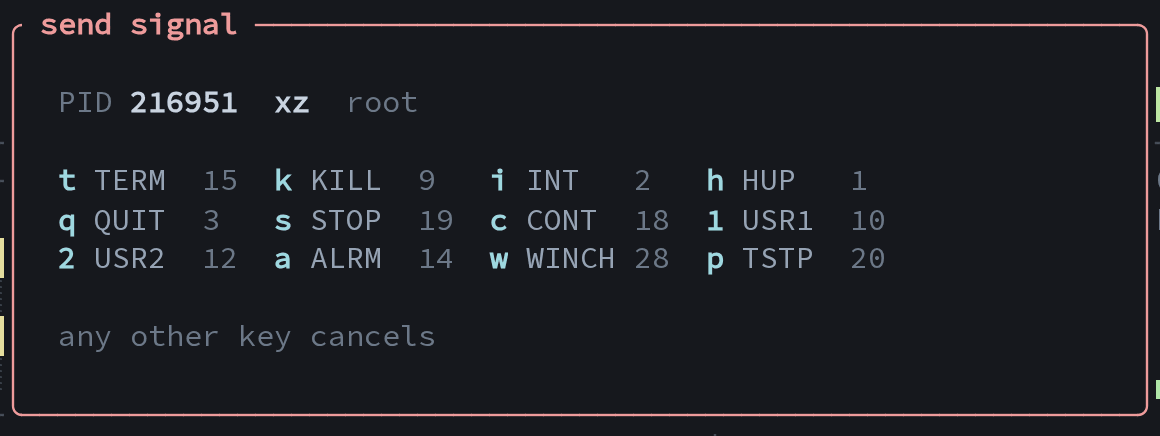 send signal
PID 216951 xz root
t TERM 15 k KILL 9 i INT 2 h HUP 1
q QUIT 3 s STOP 19 c CONT 18 1 USR1 10
2 USR2 12 a ALRM 14 w WINCH 28 p TSTP 20
any other key cancels